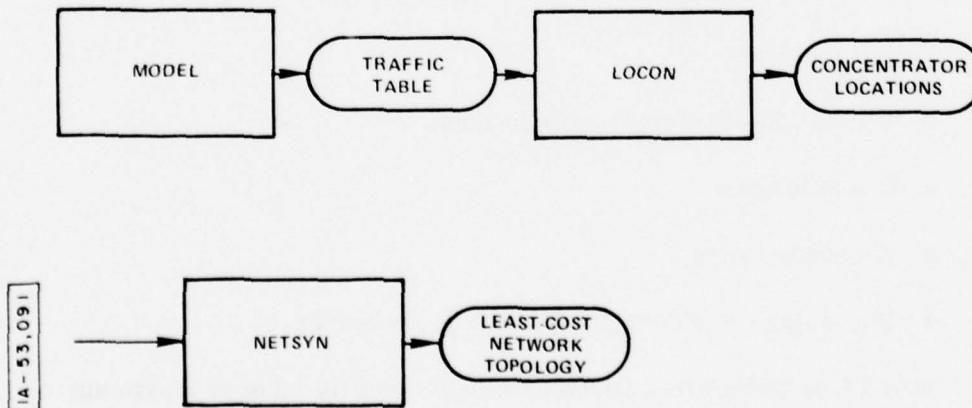 MODEL
TRAFFIC
TABLE
LOCON
CONCENTRATOR
LOCATIONS
NETSYN
LEAST-COST
NETWORK
TOPOLOGY
IA-53,091